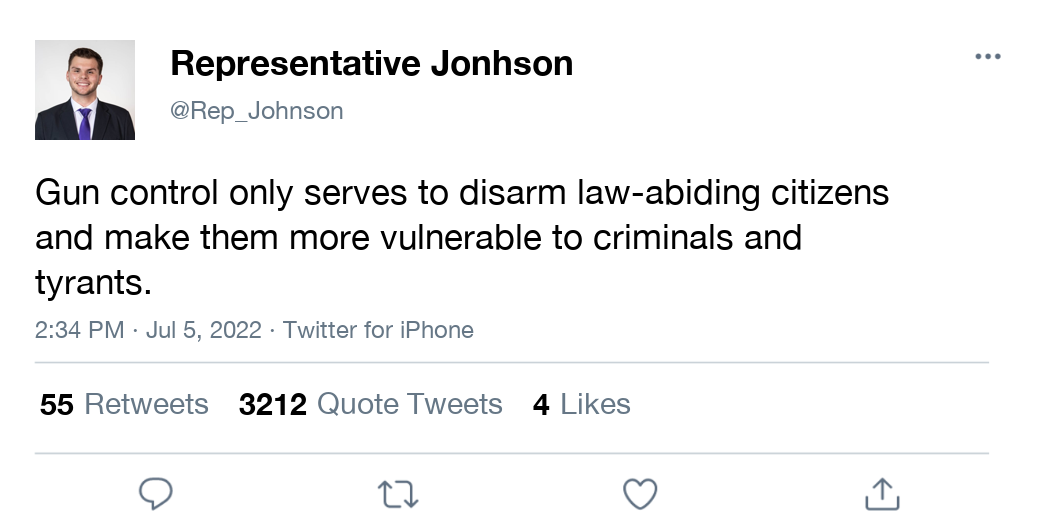 Representative Jonhson
@Rep_Johnson
Gun control only serves to disarm law-abiding citizens
and make them more vulnerable to criminals and
tyrants.
2:34 PM · Jul 5, 2022 · Twitter for iPhone
55 Retweets 3212 Quote Tweets 4 Likes